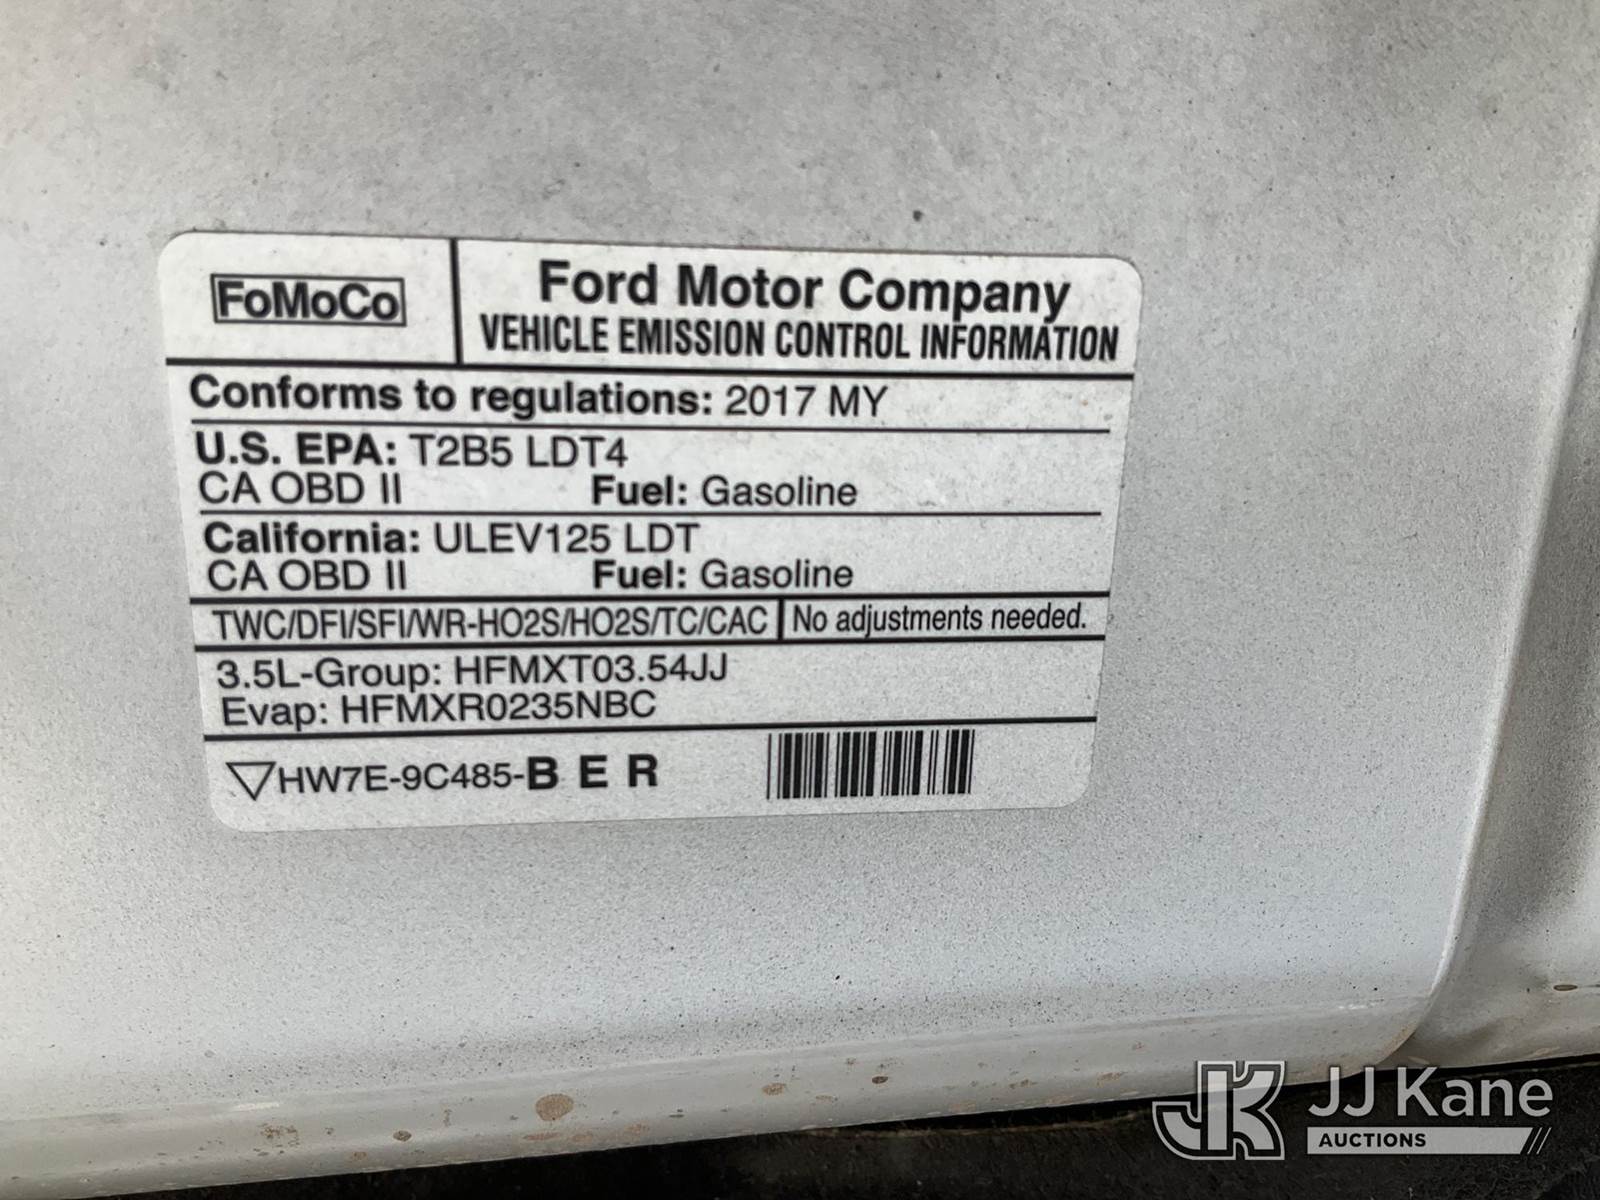 FoMoCo
Ford Motor Company
VEHICLE EMISSION CONTROL INFORMATION
Conforms to regulations: 2017 MY
U.S. EPA: T2B5 LDT4
CA OBD II Fuel: Gasoline
California: ULEV125 LDT
CA OBD II Fuel: Gasoline
TWC/DFI/SFI/WR-HO2S/HO2S/TC/CAC No adjustments needed.
3.5L-Group: HFMXT03.54JJ
Evap: HFMXR0235NBC
HW7E-9C485-B E R
JK JJ Kane
AUCTIONS